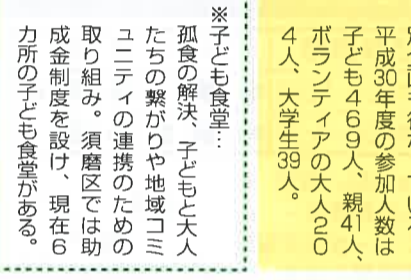 平成30年度の参加人数は
子ども469人、親41人、
ボランティアの大人20
4人、大学生39人。
※子ども食堂…
孤食の解決、子どもと大人
たちの繋がりや地域コミ
ュニティの連携のための
取り組み。須磨区では助
成金制度を設け、現在6
カ所の子ども食堂がある。